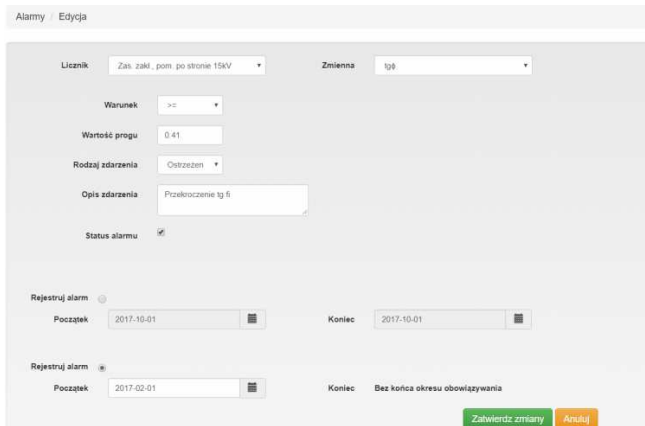 Alarmy / Edycja
Licznik Zas. zakł., pom. po stronie 15kV Zmienna tgϕ
Warunek >=
Wartość progu 0.41
Rodzaj zdarzenia Ostrzeżen
Opis zdarzenia Przekroczenie tg fi
Status alarmu
Rejestruj alarm
Początek 2017-10-01 Koniec 2017-10-01
Rejestruj alarm
Początek 2017-02-01 Koniec Bez końca okresu obowiązywania
Zatwierdz zmiany Anuluj